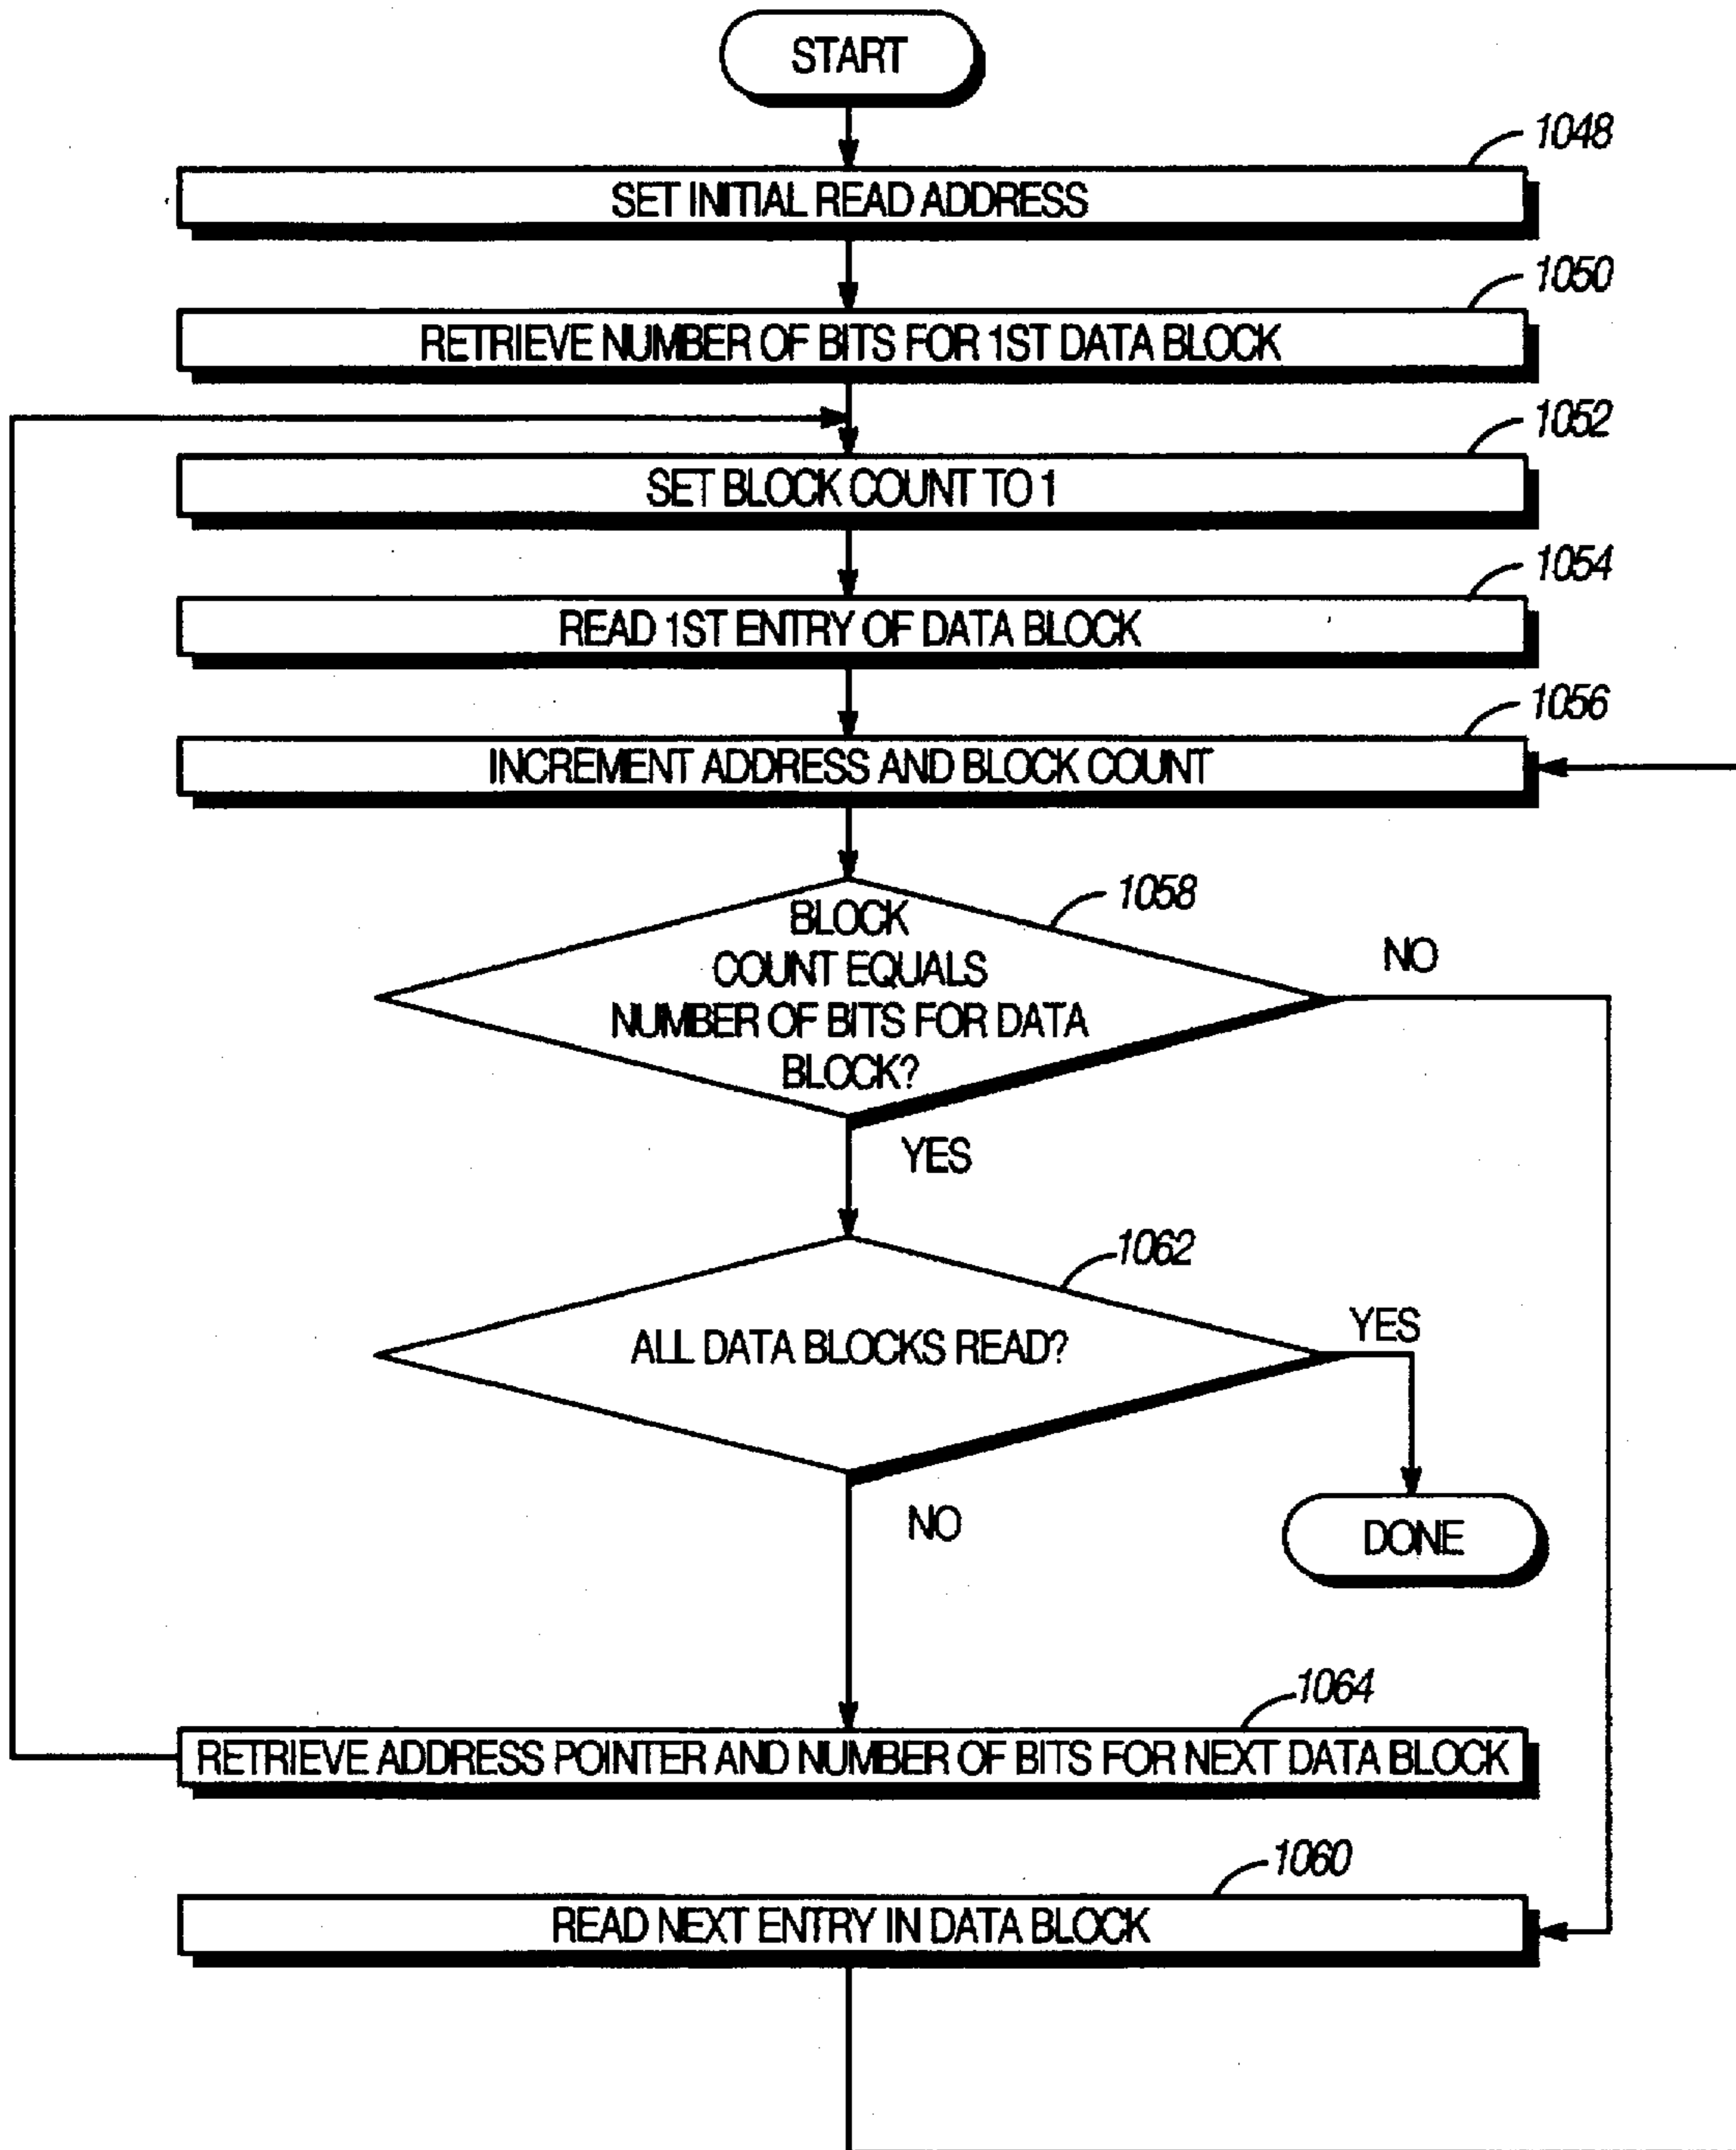 START
1048
SET INITIAL READ ADDRESS
1050
RETRIEVE NUMBER OF BITS FOR 1ST DATA BLOCK
1052
SET BLOCK COUNT TO 1
1054
READ 1ST ENTRY OF DATA BLOCK
1056
INCREMENT ADDRESS AND BLOCK COUNT
1058
BLOCK
COUNT EQUALS
NUMBER OF BITS FOR DATA
BLOCK?
NO
YES
1062
ALL DATA BLOCKS READ?
YES
NO
DONE
1064
RETRIEVE ADDRESS POINTER AND NUMBER OF BITS FOR NEXT DATA BLOCK
1060
READ NEXT ENTRY IN DATA BLOCK